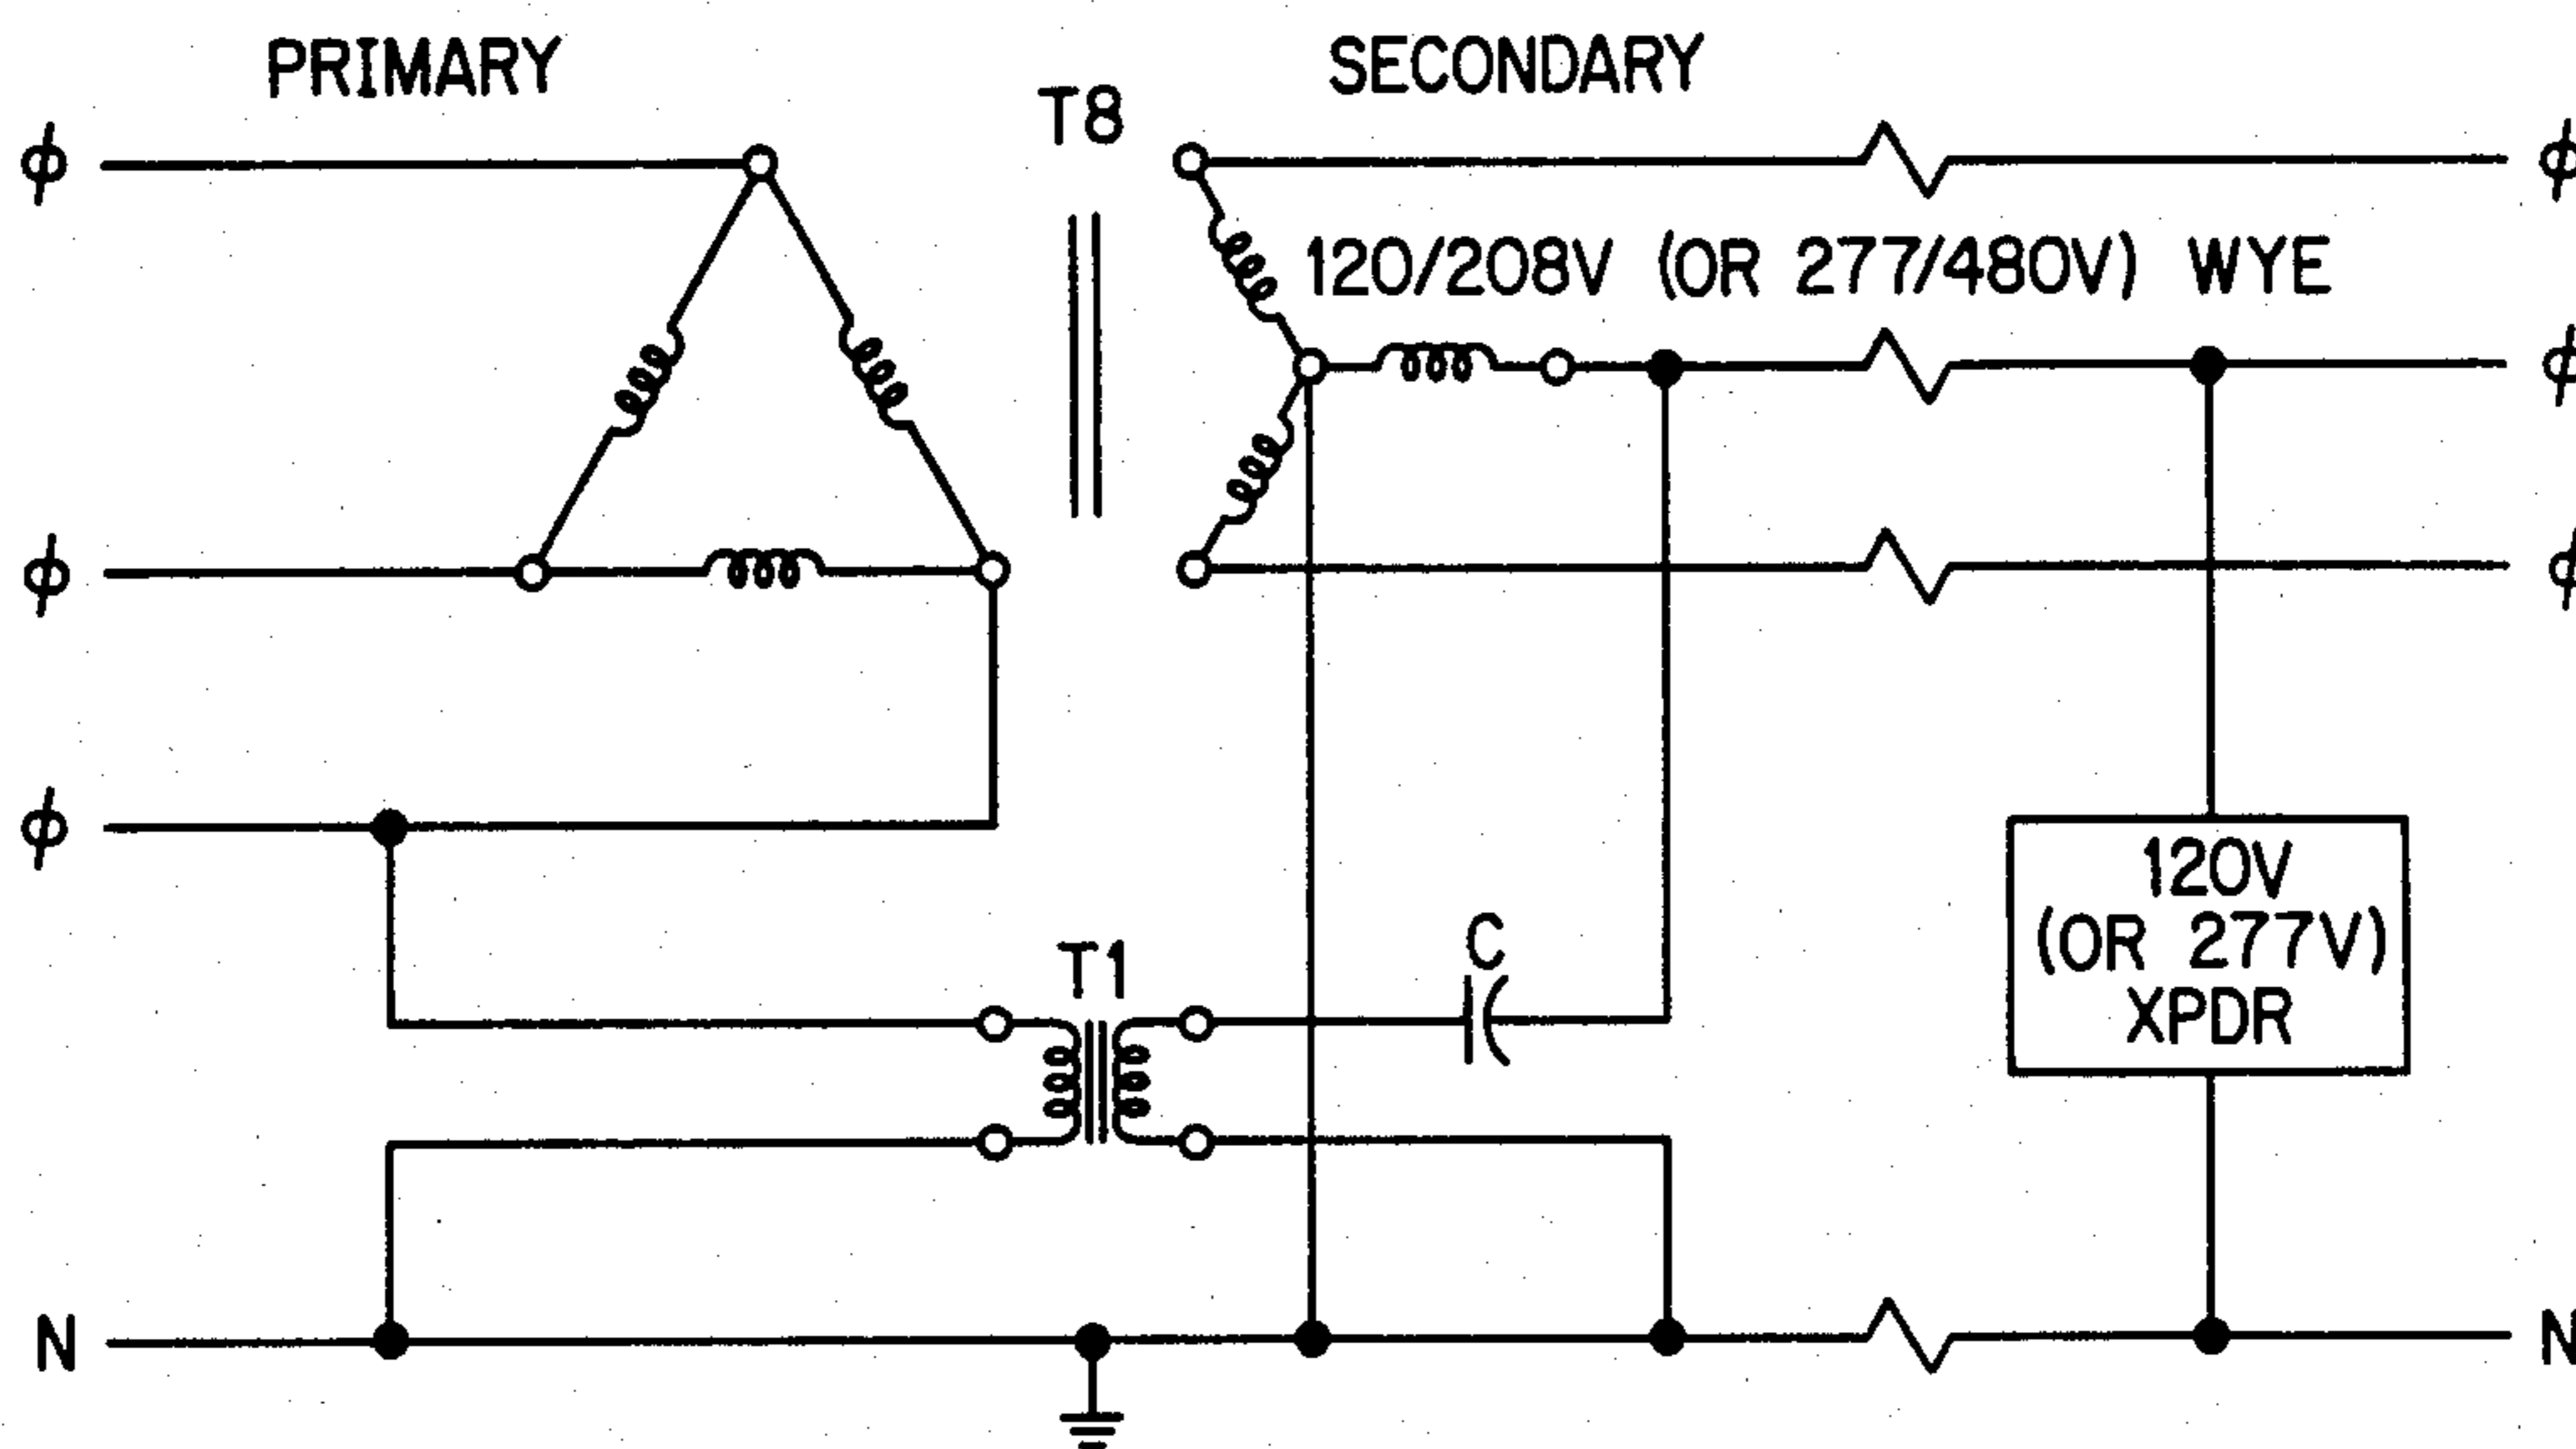 PRIMARY
SECONDARY
T8
ϕ
ϕ
120/208V (OR 277/480V) WYE
ϕ
ϕ
ϕ
ϕ
120V
(OR 277V)
XPDR
C
T1
N
N